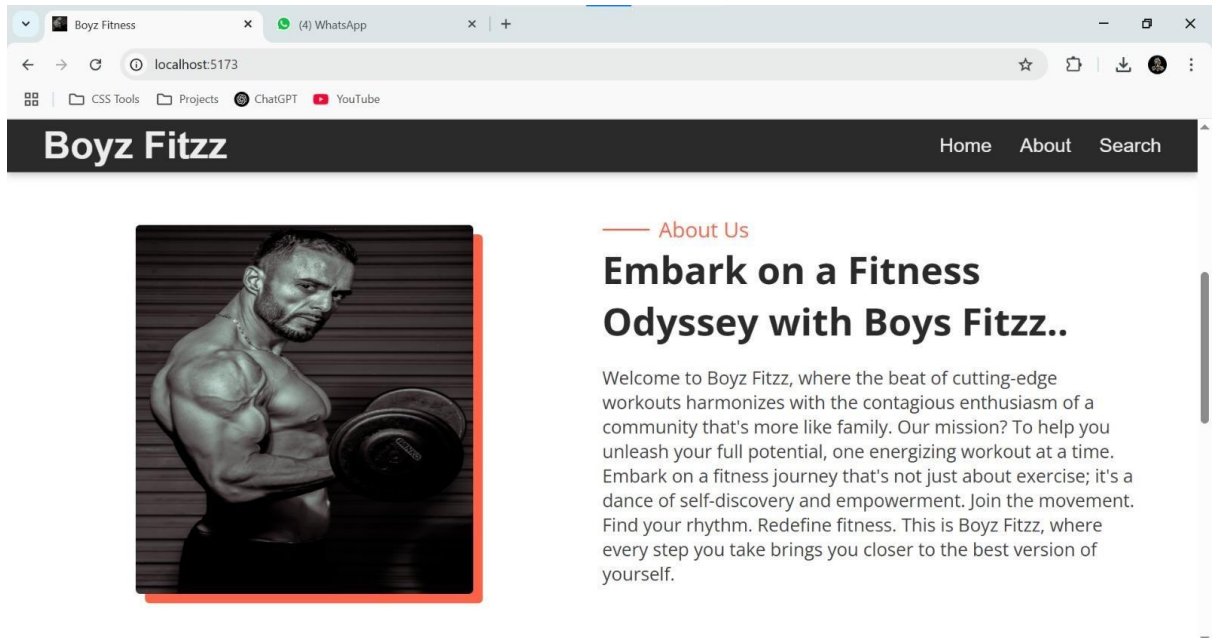 Boyz Fitness
(4) WhatsApp
localhost:5173
CSS Tools Projects ChatGPT YouTube
Boyz Fitzz
Home About Search
About Us
Embark on a Fitness
Odyssey with Boys Fitzz..
Welcome to Boyz Fitzz, where the beat of cutting-edge
workouts harmonizes with the contagious enthusiasm of a
community that's more like family. Our mission? To help you
unleash your full potential, one energizing workout at a time.
Embark on a fitness journey that's not just about exercise; it's a
dance of self-discovery and empowerment. Join the movement.
Find your rhythm. Redefine fitness. This is Boyz Fitzz, where
every step you take brings you closer to the best version of
yourself.